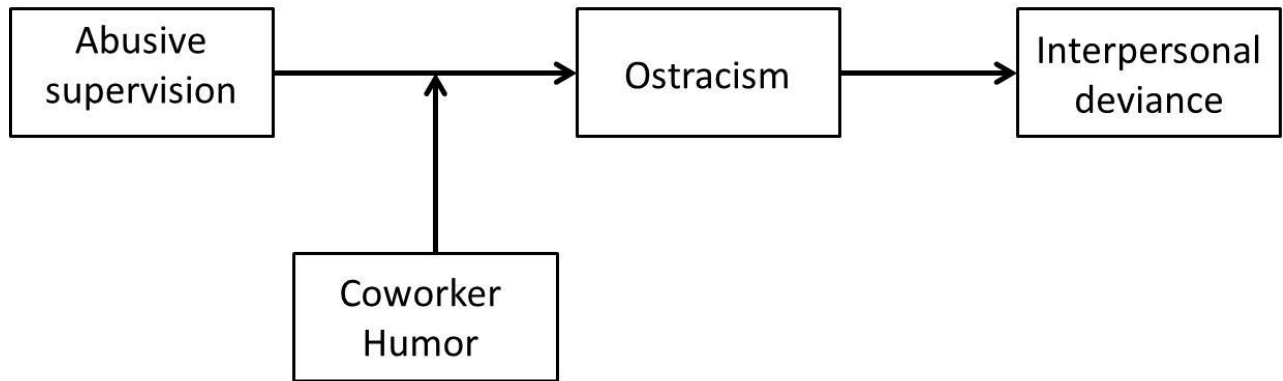 Abusive
supervision
Ostracism
Interpersonal
deviance
Coworker
Humor